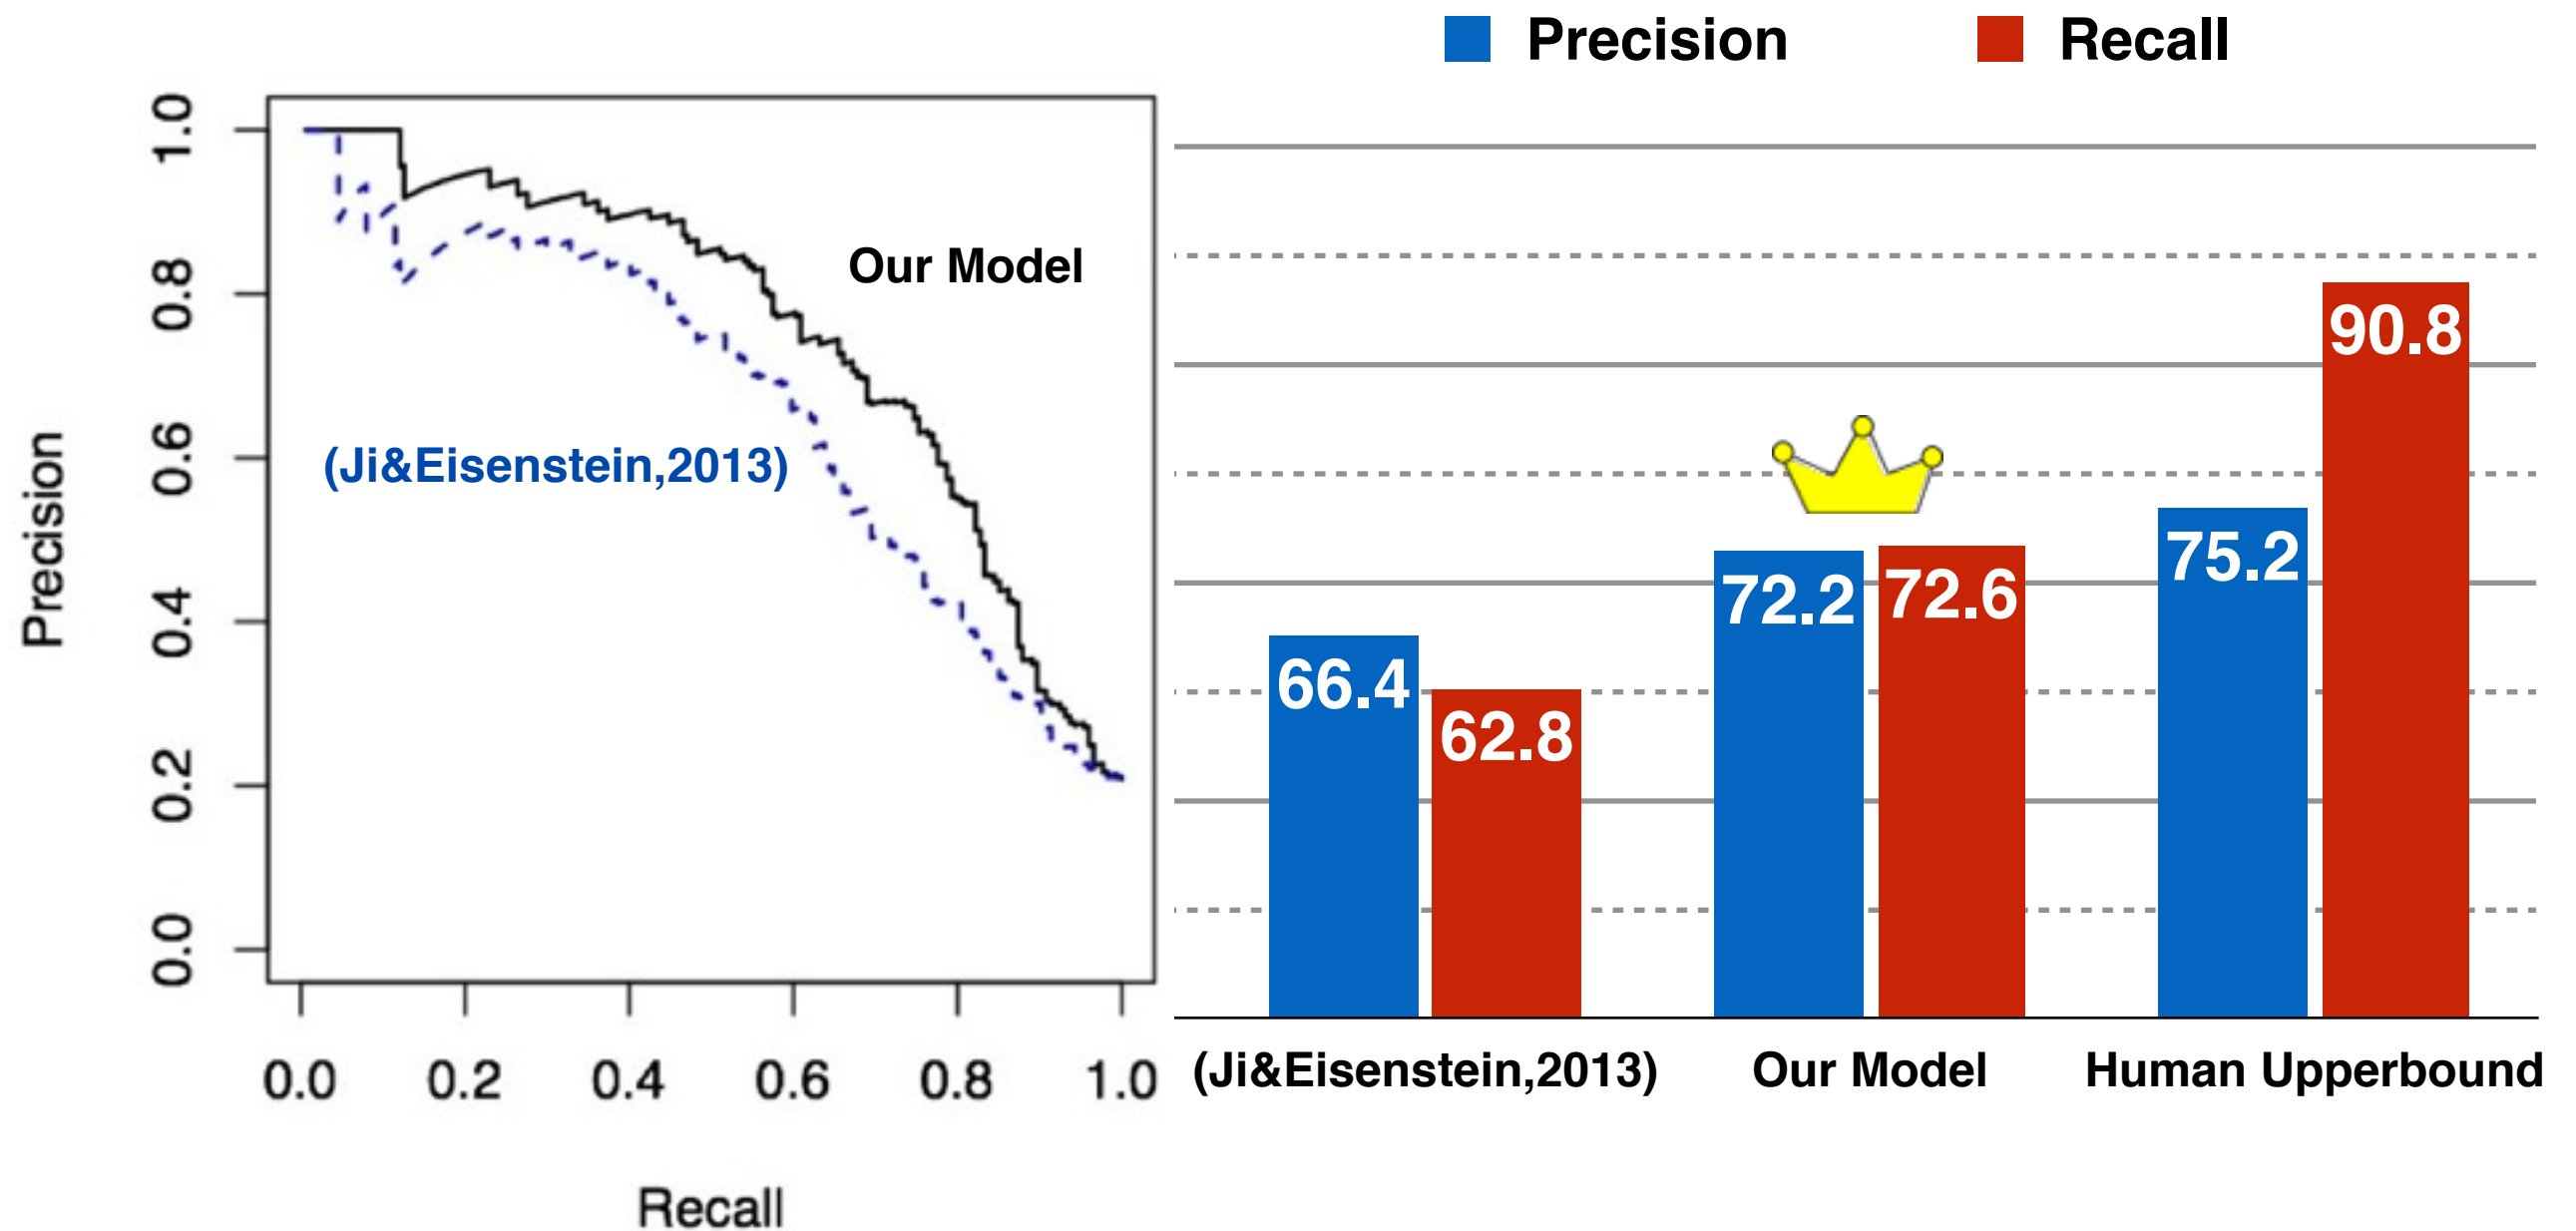 Precision
Recall
1.0
0.8
0.6
0.4
0.2
0.0
Precision
Our Model
(Ji&Eisenstein,2013)
0.0 0.2 0.4 0.6 0.8 1.0
Recall
66.4
62.8
72.2
72.6
75.2
90.8
(Ji&Eisenstein,2013)
Our Model
Human Upperbound